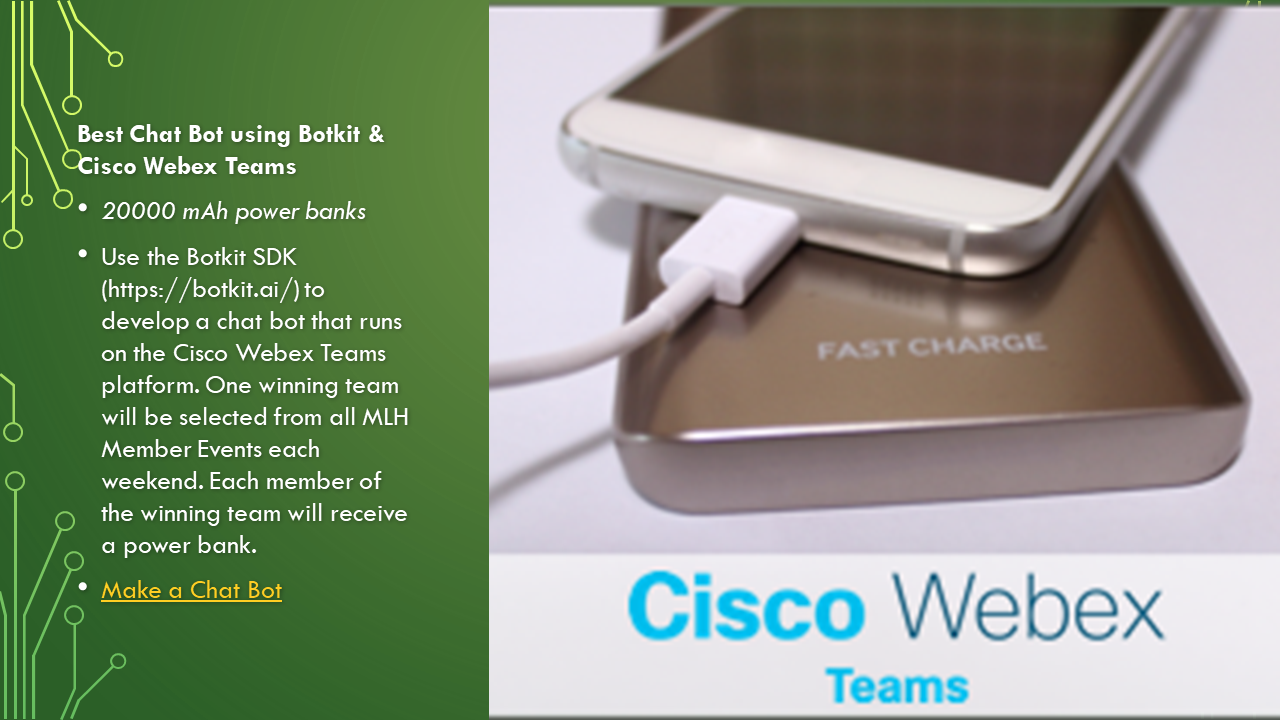 Best Chat Bot using Botkit &
Cisco Webex Teams
• 20000 mAh power banks
• Use the Botkit SDK
(https://botkit.ai/) to
develop a chat bot that runs
on the Cisco Webex Teams
platform. One winning team
will be selected from all MLH
Member Events each
weekend. Each member of
the winning team will receive
a power bank.
• Make a Chat Bot
FAST CHARGE
Cisco Webex
Teams